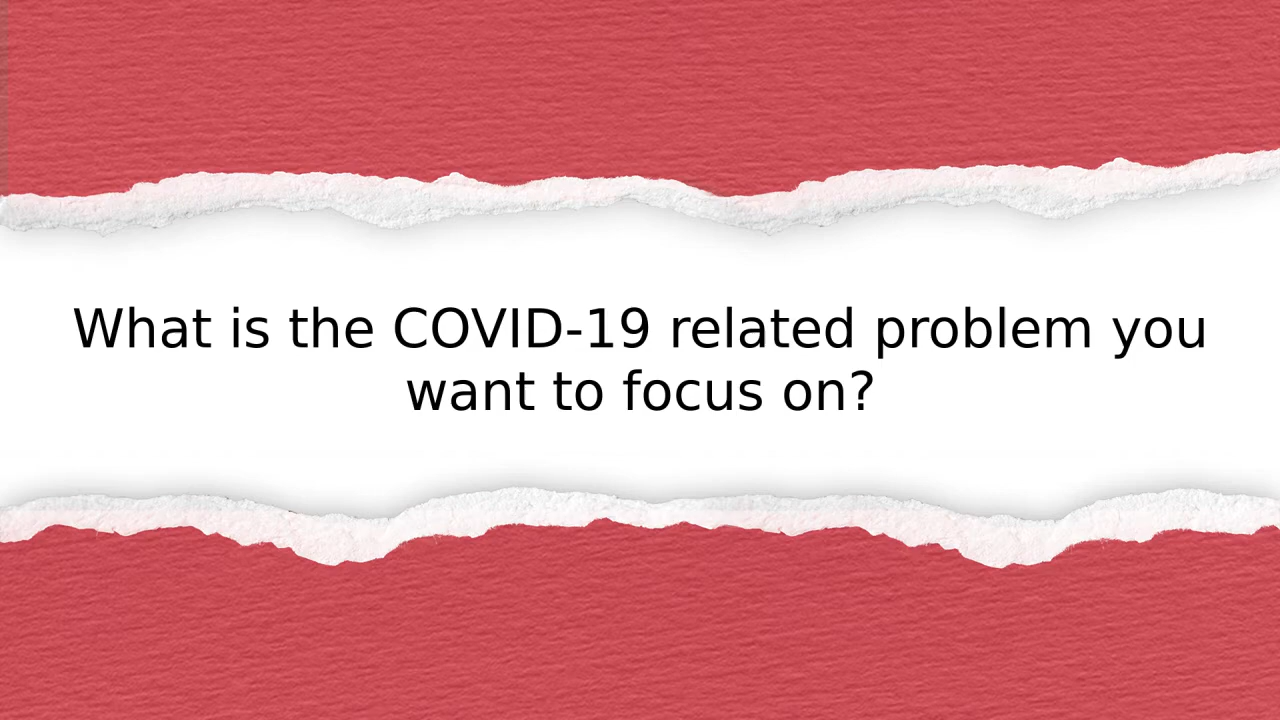 What is the COVID-19 related problem you
want to focus on?